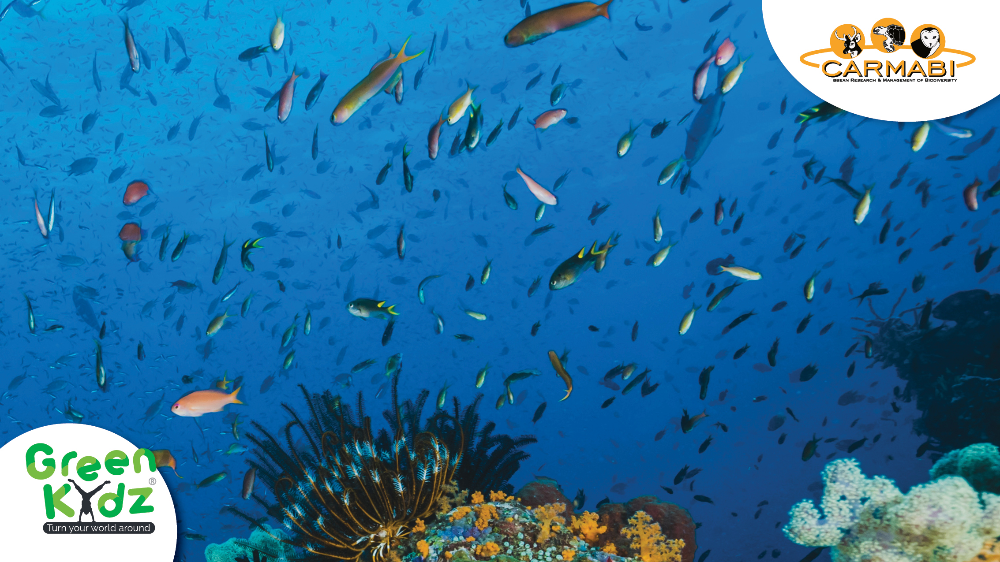 CARMABI
BBEAN RESEARCH & MANAGEMENT OF BIODIVERSITY
Green
Kidz®
Turn your world around